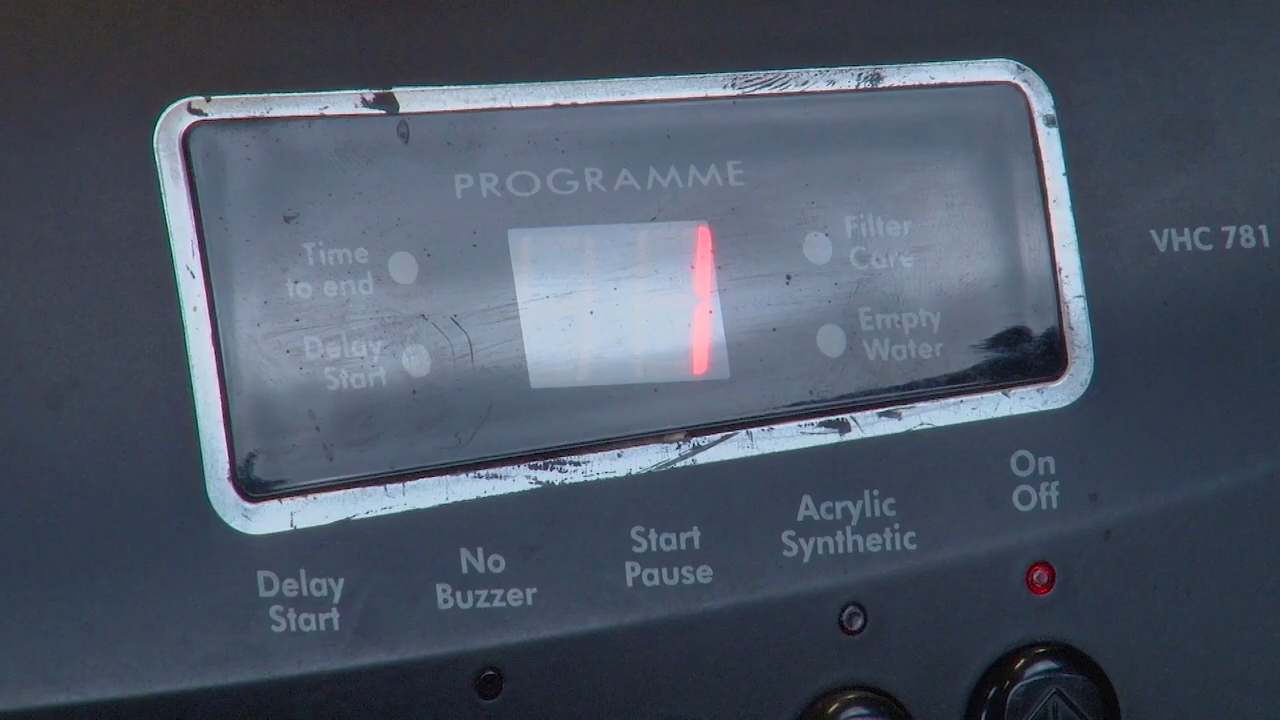 PROGRAMME
Time
to end
1
Filter
Care
VHC 781
Delay
Start
Empty
Water
On
Off
Acrylic
Synthetic
Start
Pause
No
Buzzer
Delay
Start